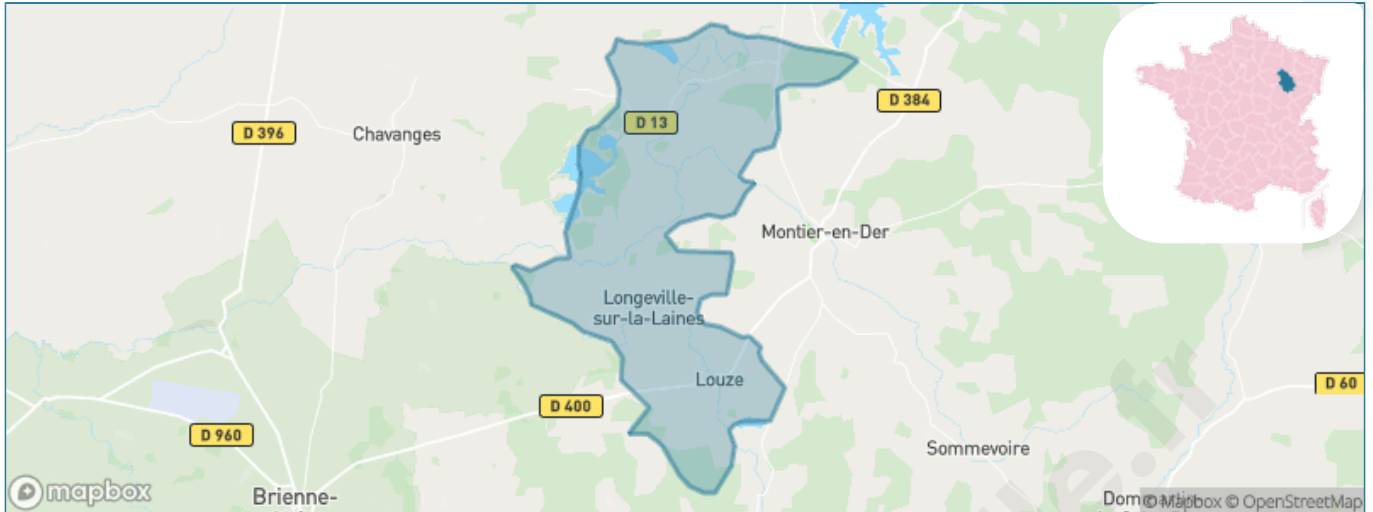 D 384
D 13
D 396
Chavanges
Montier-en-Der
Longeville-
sur-la-Laines
Louze
D 60
D 400
D 960
Sommevoire
mapbox
Brienne-
© Mapbox © OpenStreetMap